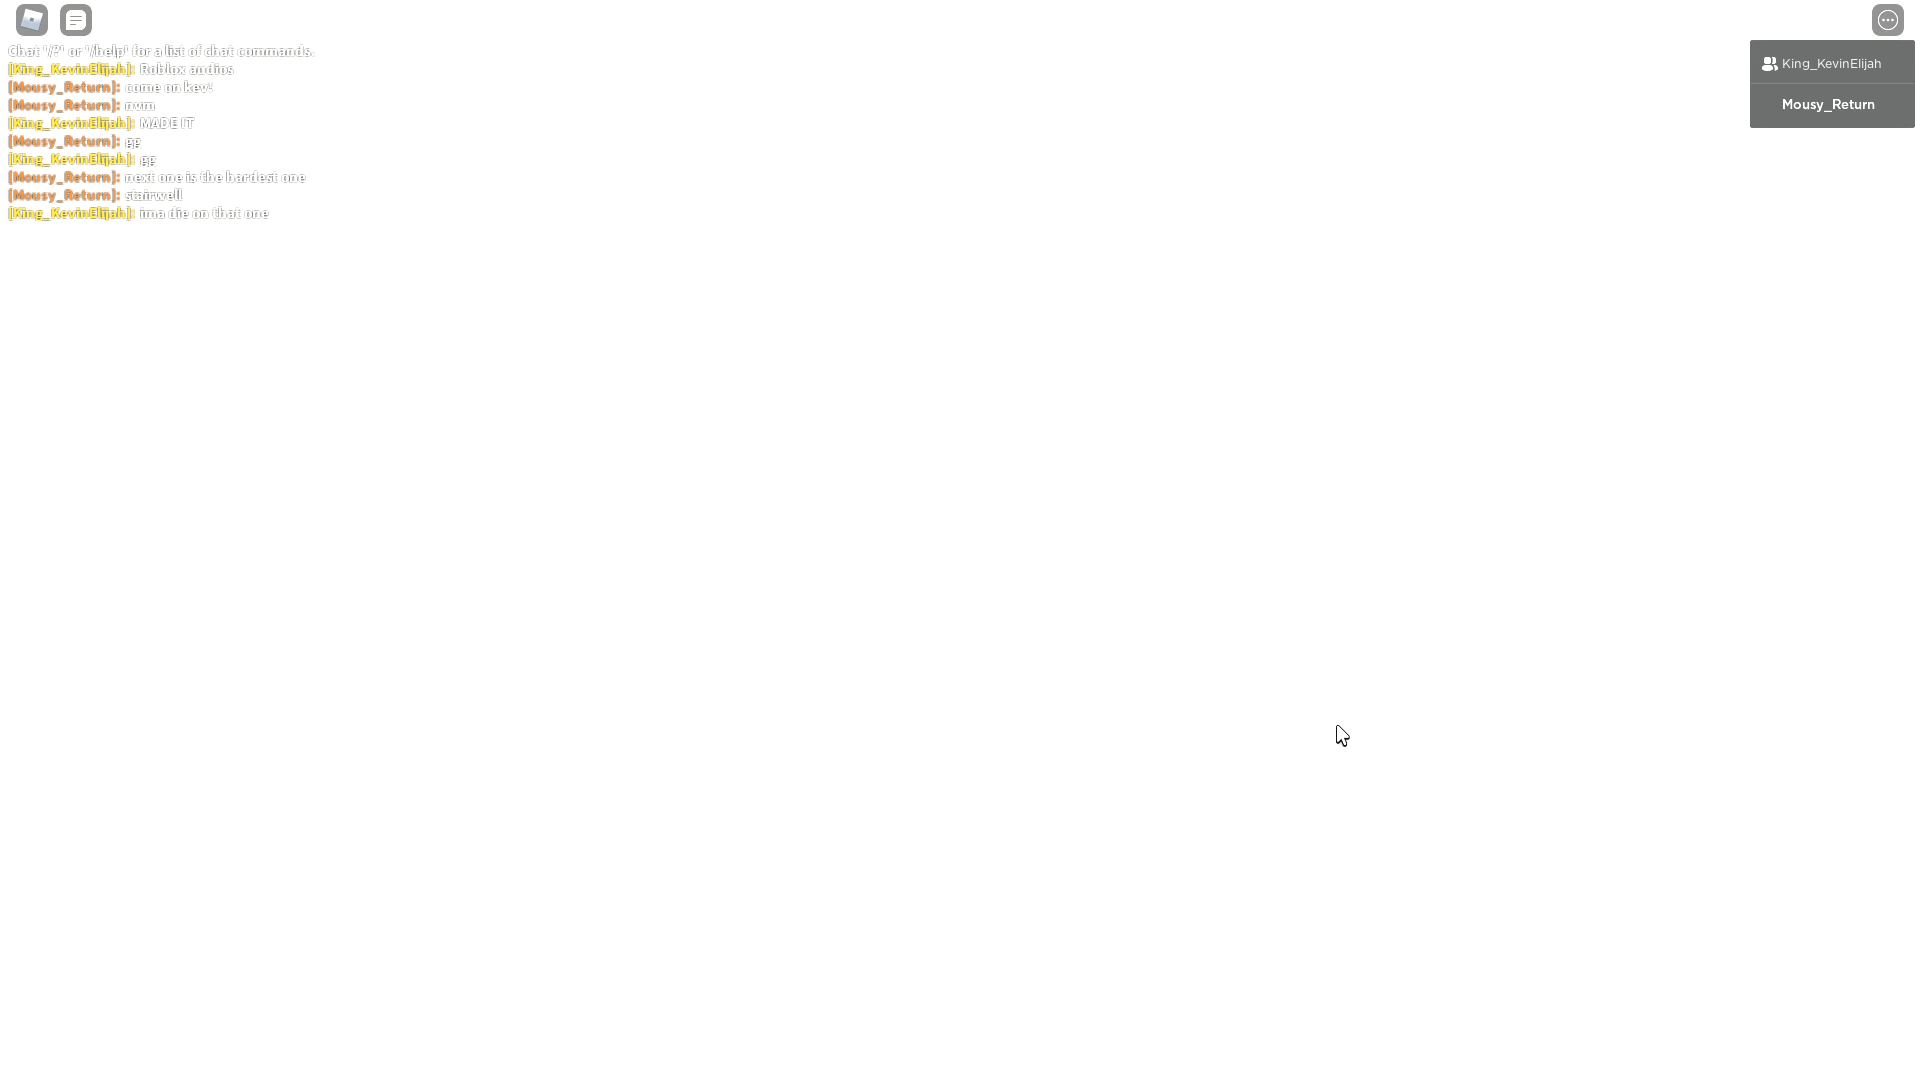 Chat '/?' or '/help' for a list of chat commands.
[King_KevinElijah]: Roblox audios
[Mousy_Return]: come on kev!
[Mousy_Return]: nvm
[King_KevinElijah]: MADE IT
[Mousy_Return]: gg
[King_KevinElijah]: gg
[Mousy_Return]: next one is the hardest one
[Mousy_Return]: stairwell
[King_KevinElijah]: ima die on that one
King_KevinElijah
Mousy_Return